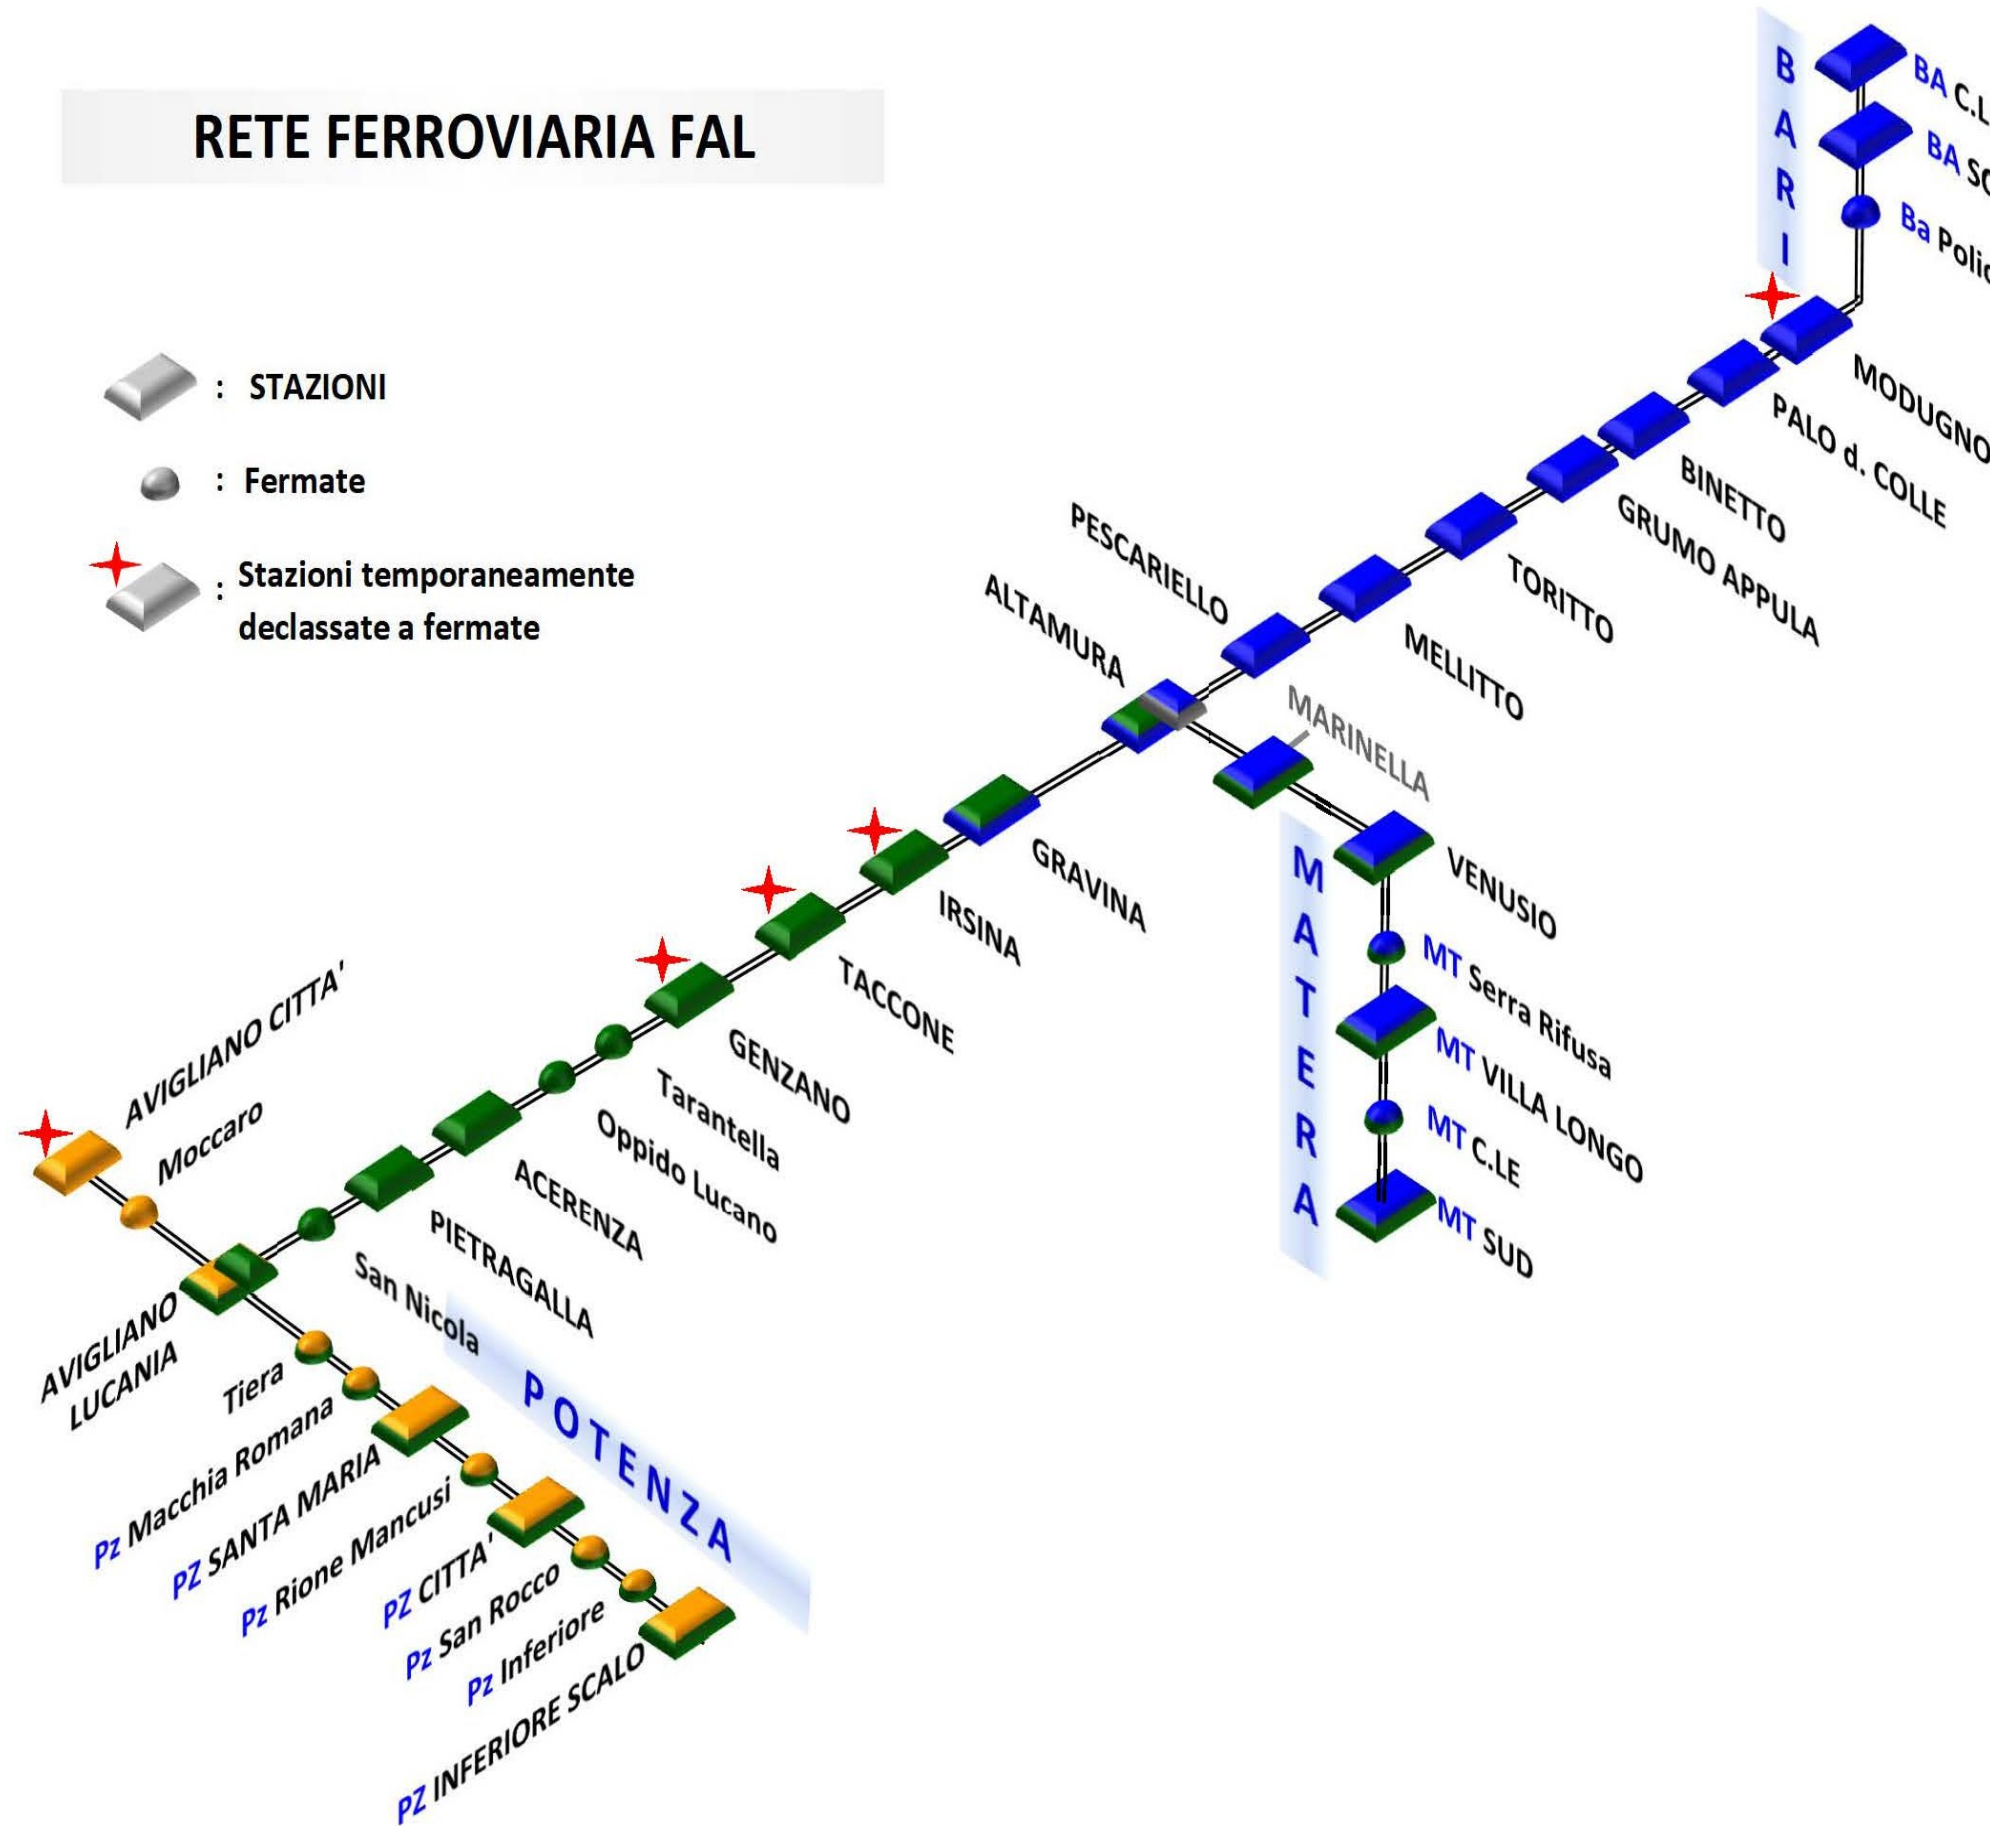 RETE FERROVIARIA FAL
: STAZIONI
: Fermate
: Stazioni temporaneamente
declassate a fermate
BARI
BA C.L
BA SC
Ba Polic
MODUGNO
PALO d. COLLE
BINETTO
GRUMO APPULA
TORITTO
MELLITTO
PESCARIELLO
ALTAMURA
MARINELLA
VENUSIO
MATERA
MT Serra Rifusa
MT VILLA LONGO
MT C.LE
MT SUD
GRAVINA
IRSINA
TACCONE
GENZANO
Tarantella
Oppido Lucano
ACERENZA
PIETRAGALLA
San Nicola
AVIGLIANO CITTA'
Moccaro
AVIGLIANO
LUCANIA
Tiera
POTENZA
Pz Macchia Romana
PZ SANTA MARIA
Pz Rione Mancusi
PZ CITTA'
Pz San Rocco
Pz Inferiore
PZ INFERIORE SCALO